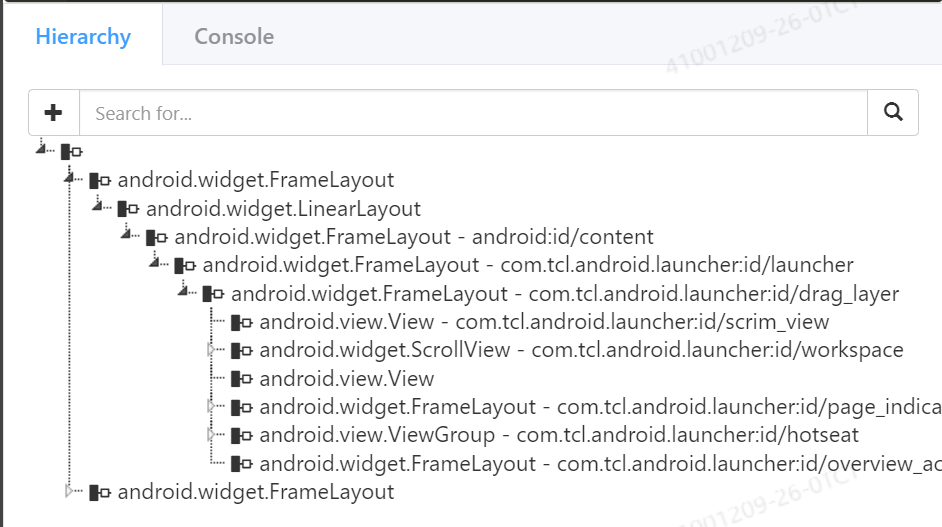 Hierarchy Console
41001209-26-01C1
Search for...
android.widget.FrameLayout
android.widget.LinearLayout
android.widget.FrameLayout - android:id/content
android.widget.FrameLayout - com.tcl.android.launcher:id/launcher
android.widget.FrameLayout - com.tcl.android.launcher:id/drag_layer
android.view.View - com.tcl.android.launcher:id/scrim_view
android.widget.ScrollView - com.tcl.android.launcher:id/workspace
android.view.View
android.widget.FrameLayout - com.tcl.android.launcher:id/page_indica
android.view.ViewGroup - com.tcl.android.launcher:id/hotseat
android.widget.FrameLayout - com.tcl.android.launcher:id/overview_ac
android.widget.FrameLayout
41001209-26-01C1